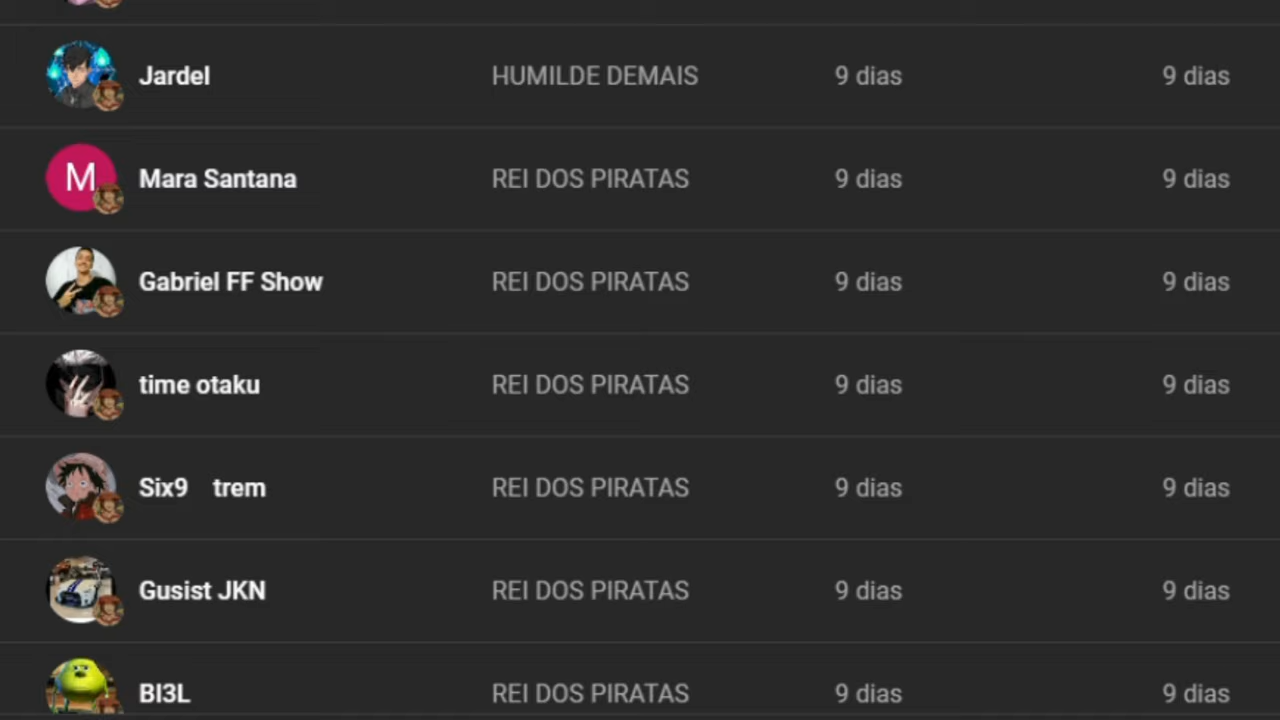 Jardel HUMILDE DEMAIS 9 dias 9 dias
M Mara Santana REI DOS PIRATAS 9 dias 9 dias
Gabriel FF Show REI DOS PIRATAS 9 dias 9 dias
time otaku REI DOS PIRATAS 9 dias 9 dias
Six9 trem REI DOS PIRATAS 9 dias 9 dias
Gusist JKN REI DOS PIRATAS 9 dias 9 dias
BI3L REI DOS PIRATAS 9 dias 9 dias